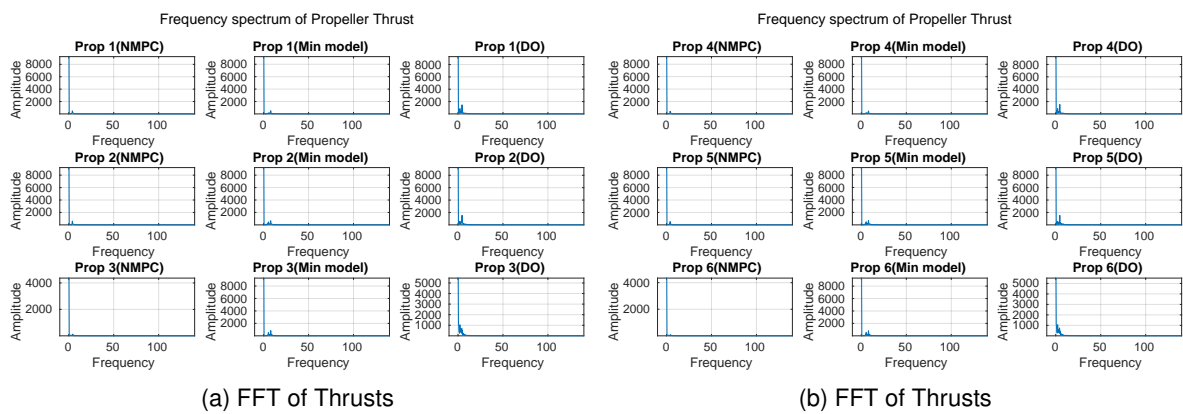 Frequency spectrum of Propeller Thrust
Prop 1(NMPC) Prop 1(Min model) Prop 1(DO)
8000 8000 8000
6000 6000 6000
4000 4000 4000
2000 2000 2000
Amplitude Amplitude Amplitude
0 50 100 0 50 100 0 50 100
Frequency Frequency Frequency
Prop 2(NMPC) Prop 2(Min model) Prop 2(DO)
8000 8000 8000
6000 6000 6000
4000 4000 4000
2000 2000 2000
Amplitude Amplitude Amplitude
0 50 100 0 50 100 0 50 100
Frequency Frequency Frequency
Prop 3(NMPC) Prop 3(Min model) Prop 3(DO)
4000 8000 5000
2000 6000 4000
4000 3000
2000 2000
1000
Amplitude Amplitude Amplitude
0 50 100 0 50 100 0 50 100
Frequency Frequency Frequency
(a) FFT of Thrusts
Frequency spectrum of Propeller Thrust
Prop 4(NMPC) Prop 4(Min model) Prop 4(DO)
8000 8000 8000
6000 6000 6000
4000 4000 4000
2000 2000 2000
Amplitude Amplitude Amplitude
0 50 100 0 50 100 0 50 100
Frequency Frequency Frequency
Prop 5(NMPC) Prop 5(Min model) Prop 5(DO)
8000 8000 8000
6000 6000 6000
4000 4000 4000
2000 2000 2000
Amplitude Amplitude Amplitude
0 50 100 0 50 100 0 50 100
Frequency Frequency Frequency
Prop 6(NMPC) Prop 6(Min model) Prop 6(DO)
4000 8000 5000
2000 6000 4000
4000 3000
2000 2000
1000
Amplitude Amplitude Amplitude
0 50 100 0 50 100 0 50 100
Frequency Frequency Frequency
(b) FFT of Thrusts